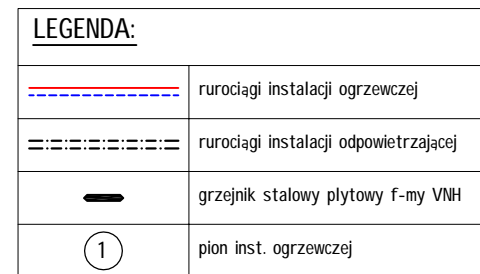 LEGENDA:
rurociągi instalacji ogrzewczej
rurociągi instalacji odpowietrzającej
grzejnik stalowy plytowy f-my VNH
1 pion inst. ogrzewczej